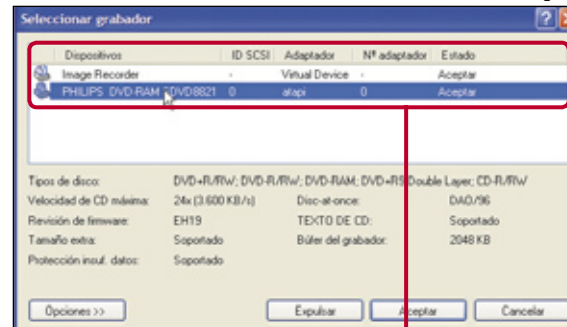 Seleccionar grabador
Dispositivos ID SCSI Adaptador Nº adaptador Estado
Image Recorder - Virtual Device - Aceptar
PHILIPS DVD-RAM SDVD8821 0 atapi 0 Aceptar
Tipos de disco: DVD+R/RW; DVD-R/RW; DVD-RAM; DVD+R9 Double Layer; CD-R/RW
Velocidad de CD máxima: 24x (3.600 KB/s) Disc-at-once: DAO/96
Revisión de firmware: EH19 TEXTO DE CD: Soportado
Tamaño extra: Soportado Búfer del grabador: 2048 KB
Protección insuf. datos: Soportado
Opciones >> Expulsar Aceptar Cancelar